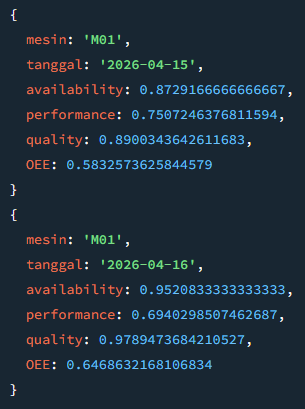 {
mesin: 'M01',
tanggal: '2026-04-15',
availability: 0.8729166666666667,
performance: 0.7507246376811594,
quality: 0.8900343642611683,
OEE: 0.5832573625844579
}
{
mesin: 'M01',
tanggal: '2026-04-16',
availability: 0.9520833333333333,
performance: 0.6940298507462687,
quality: 0.9789473684210527,
OEE: 0.6468632168106834
}